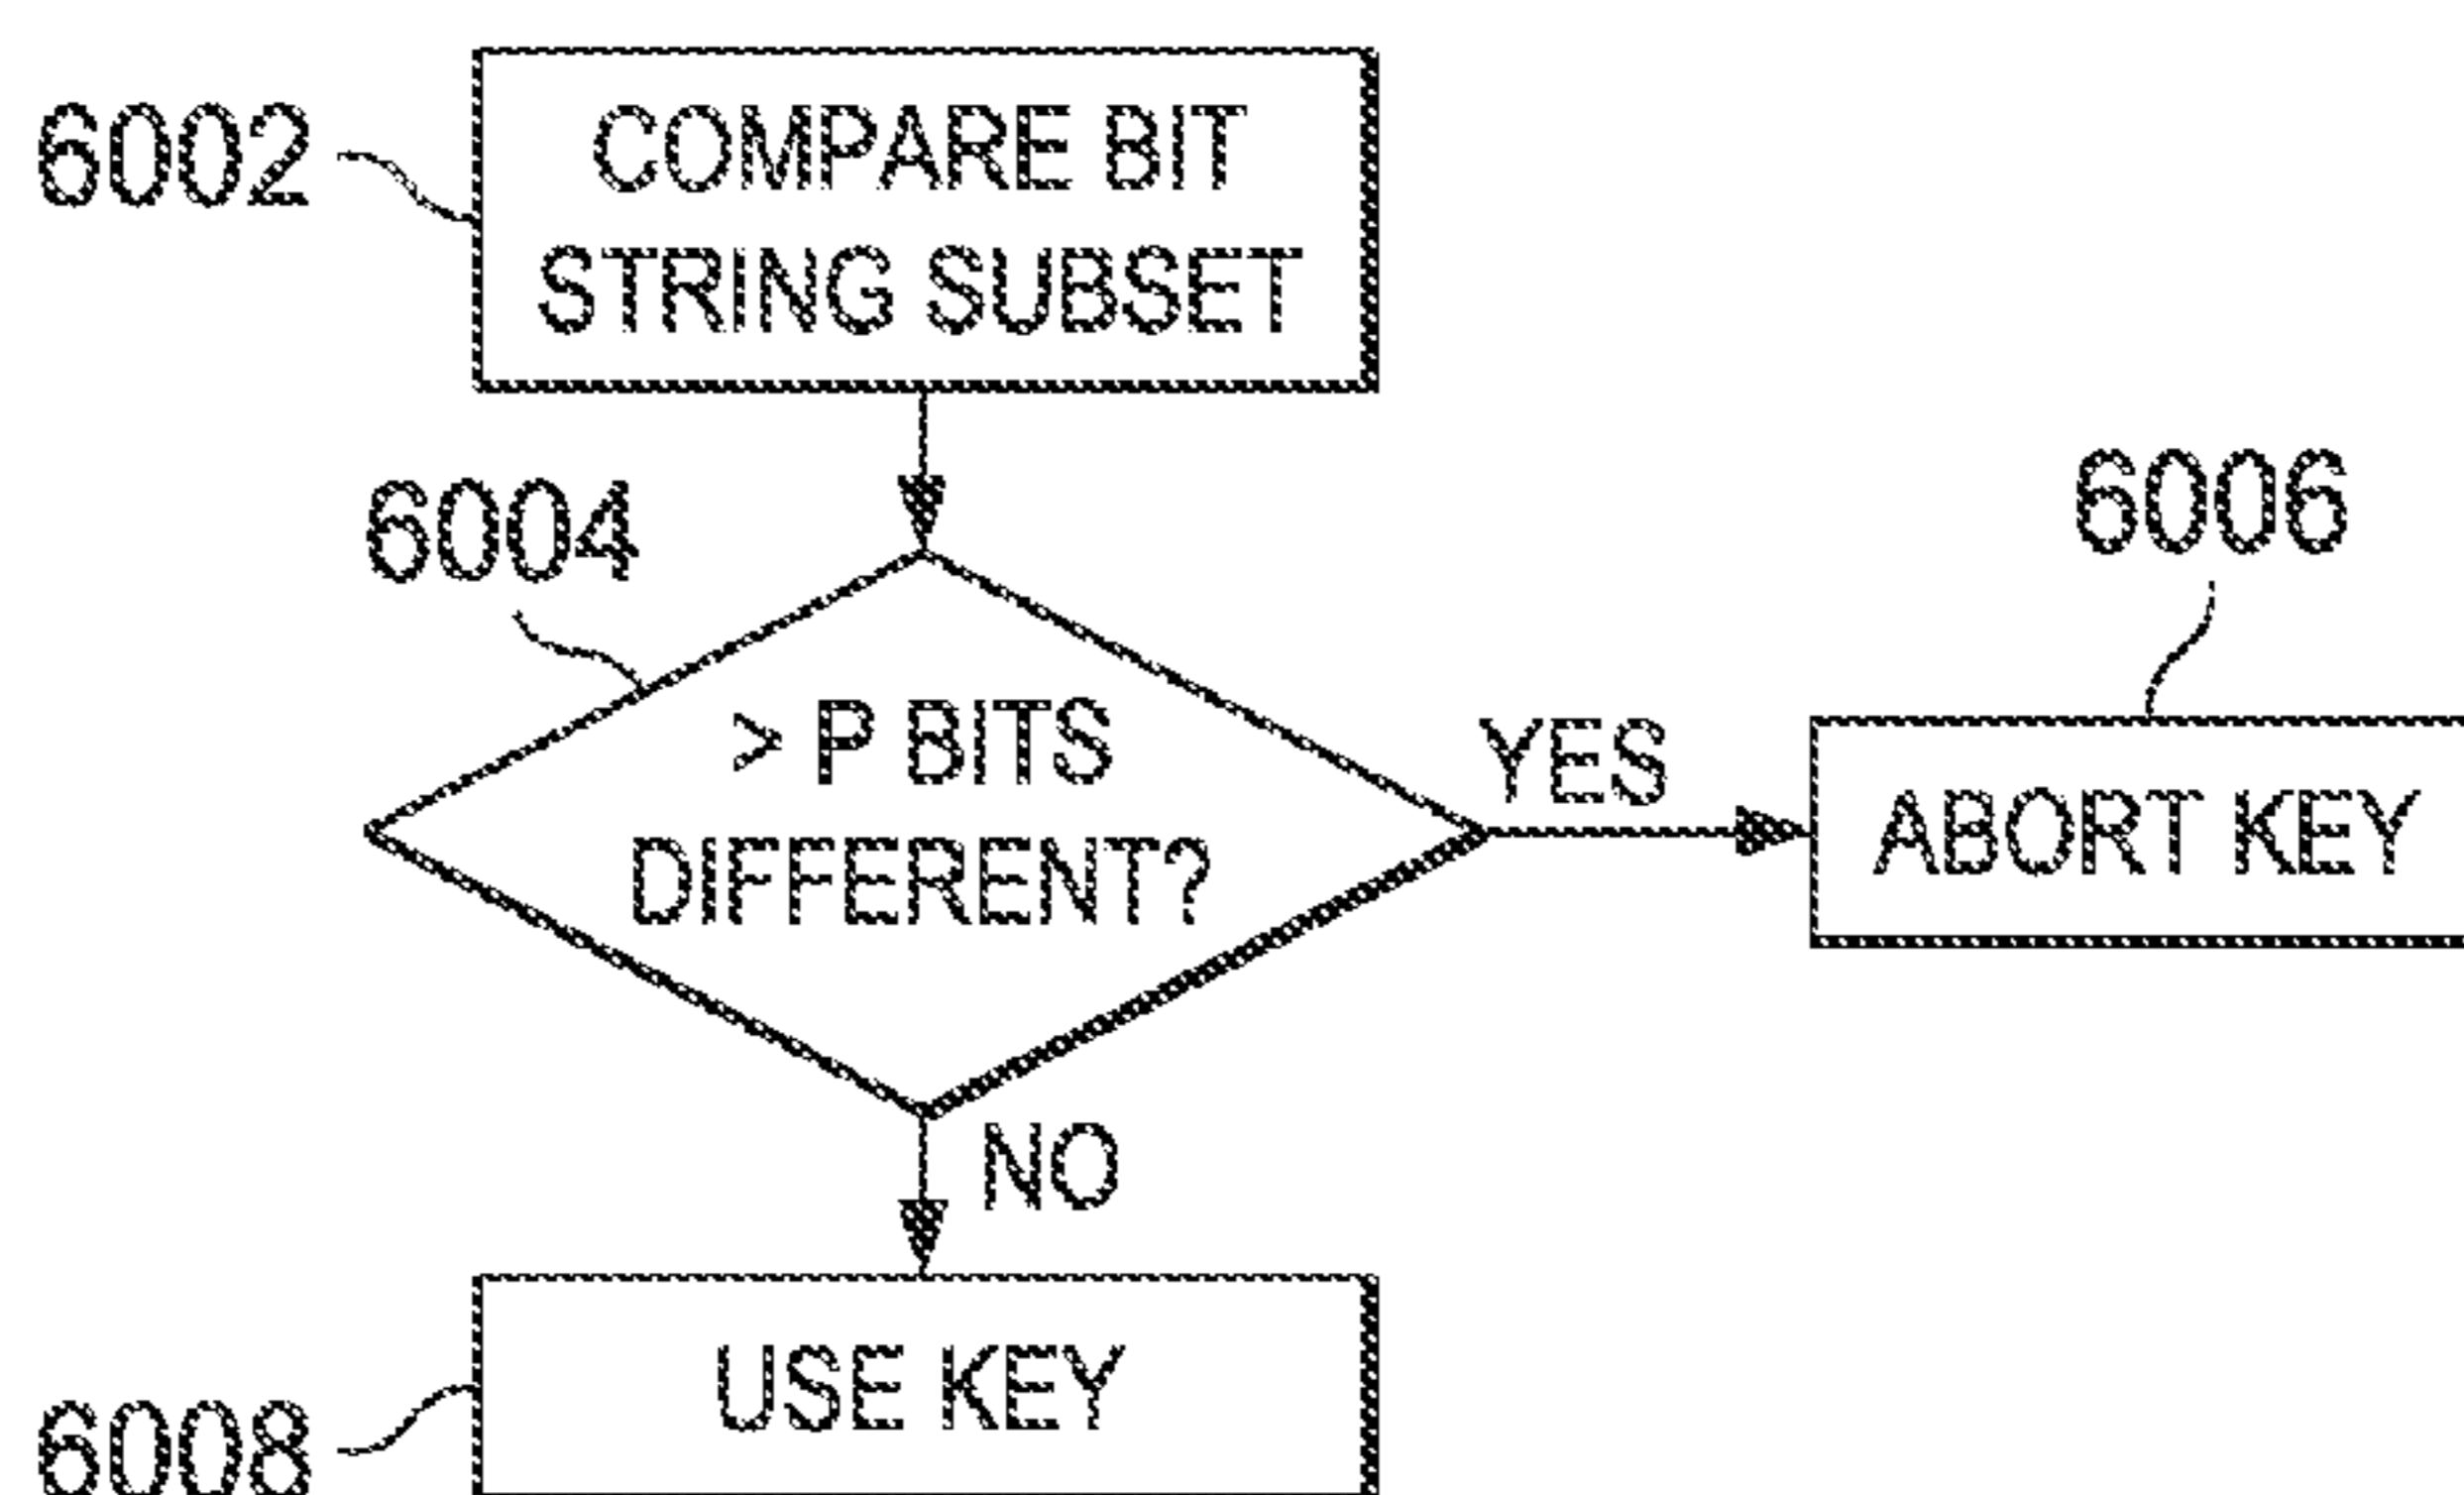 6002
COMPARE BIT
STRING SUBSET
6004
6006
> P BITS
DIFFERENT?
YES
ABORT KEY
NO
USE KEY
6008